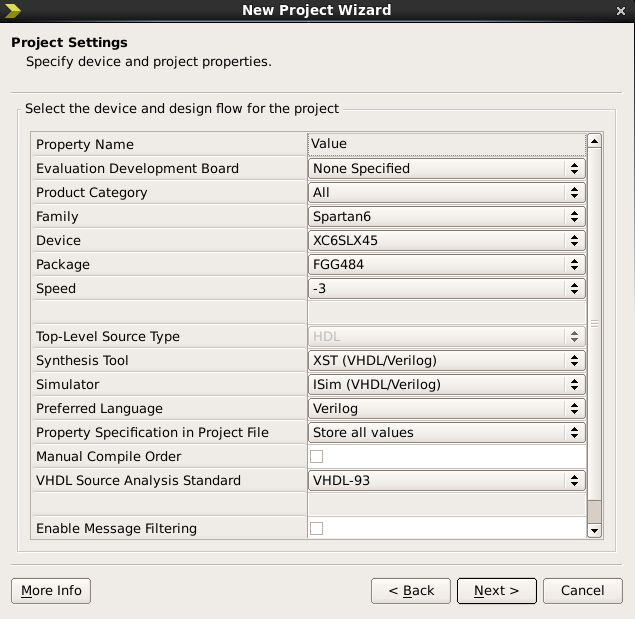 New Project Wizard
Project Settings
Specify device and project properties.
Select the device and design flow for the project
Property Name Value
Evaluation Development Board None Specified
Product Category All
Family Spartan6
Device XC6SLX45
Package FGG484
Speed -3
Top-Level Source Type HDL
Synthesis Tool XST (VHDL/Verilog)
Simulator ISim (VHDL/Verilog)
Preferred Language Verilog
Property Specification in Project File Store all values
Manual Compile Order
VHDL Source Analysis Standard VHDL-93
Enable Message Filtering
More Info < Back Next > Cancel